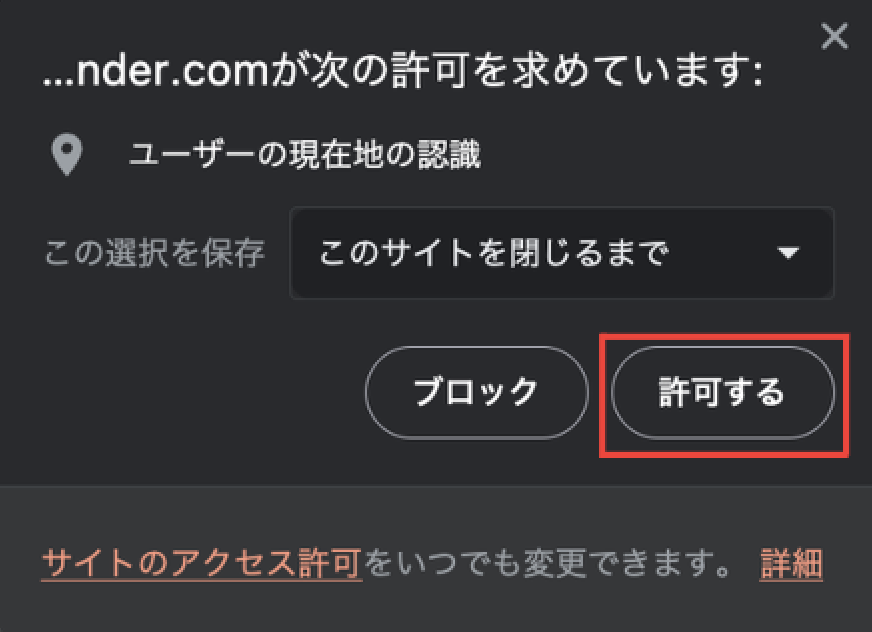 ...nder.comが次の許可を求めています:
ユーザーの現在地の認識
この選択を保存 このサイトを閉じるまで
ブロック 許可する
サイトのアクセス許可をいつでも変更できます。 詳細